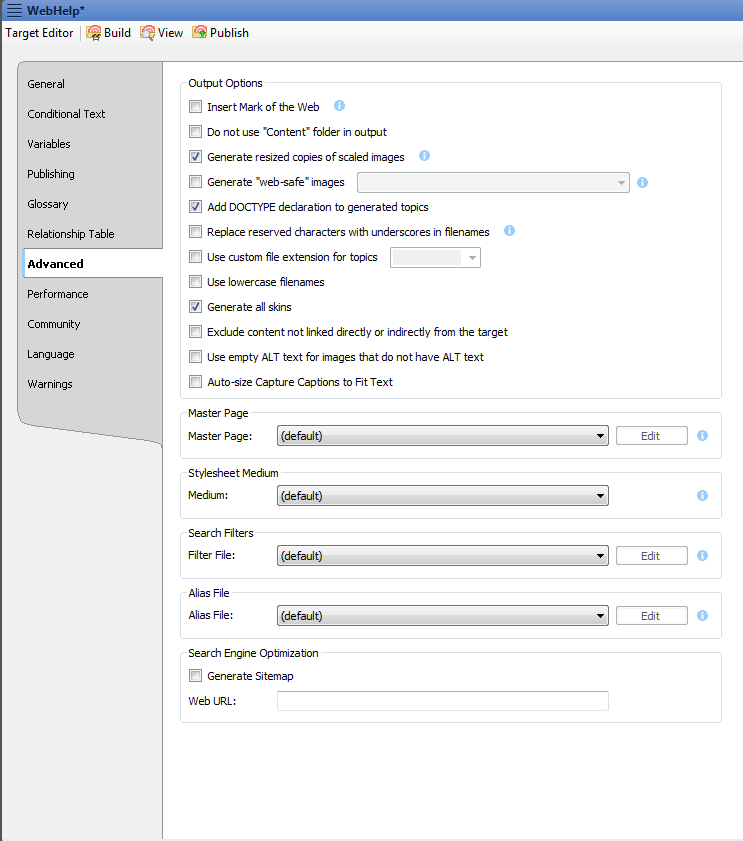 WebHelp*
Target Editor Build View Publish
General
Conditional Text
Variables
Publishing
Glossary
Relationship Table
Advanced
Performance
Community
Language
Warnings
Output Options
Insert Mark of the Web
Do not use "Content" folder in output
Generate resized copies of scaled images
Generate "web-safe" images
Add DOCTYPE declaration to generated topics
Replace reserved characters with underscores in filenames
Use custom file extension for topics
Use lowercase filenames
Generate all skins
Exclude content not linked directly or indirectly from the target
Use empty ALT text for images that do not have ALT text
Auto-size Capture Captions to Fit Text
Master Page
Master Page: (default) Edit
Stylesheet Medium
Medium: (default)
Search Filters
Filter File: (default) Edit
Alias File
Alias File: (default) Edit
Search Engine Optimization
Generate Sitemap
Web URL: